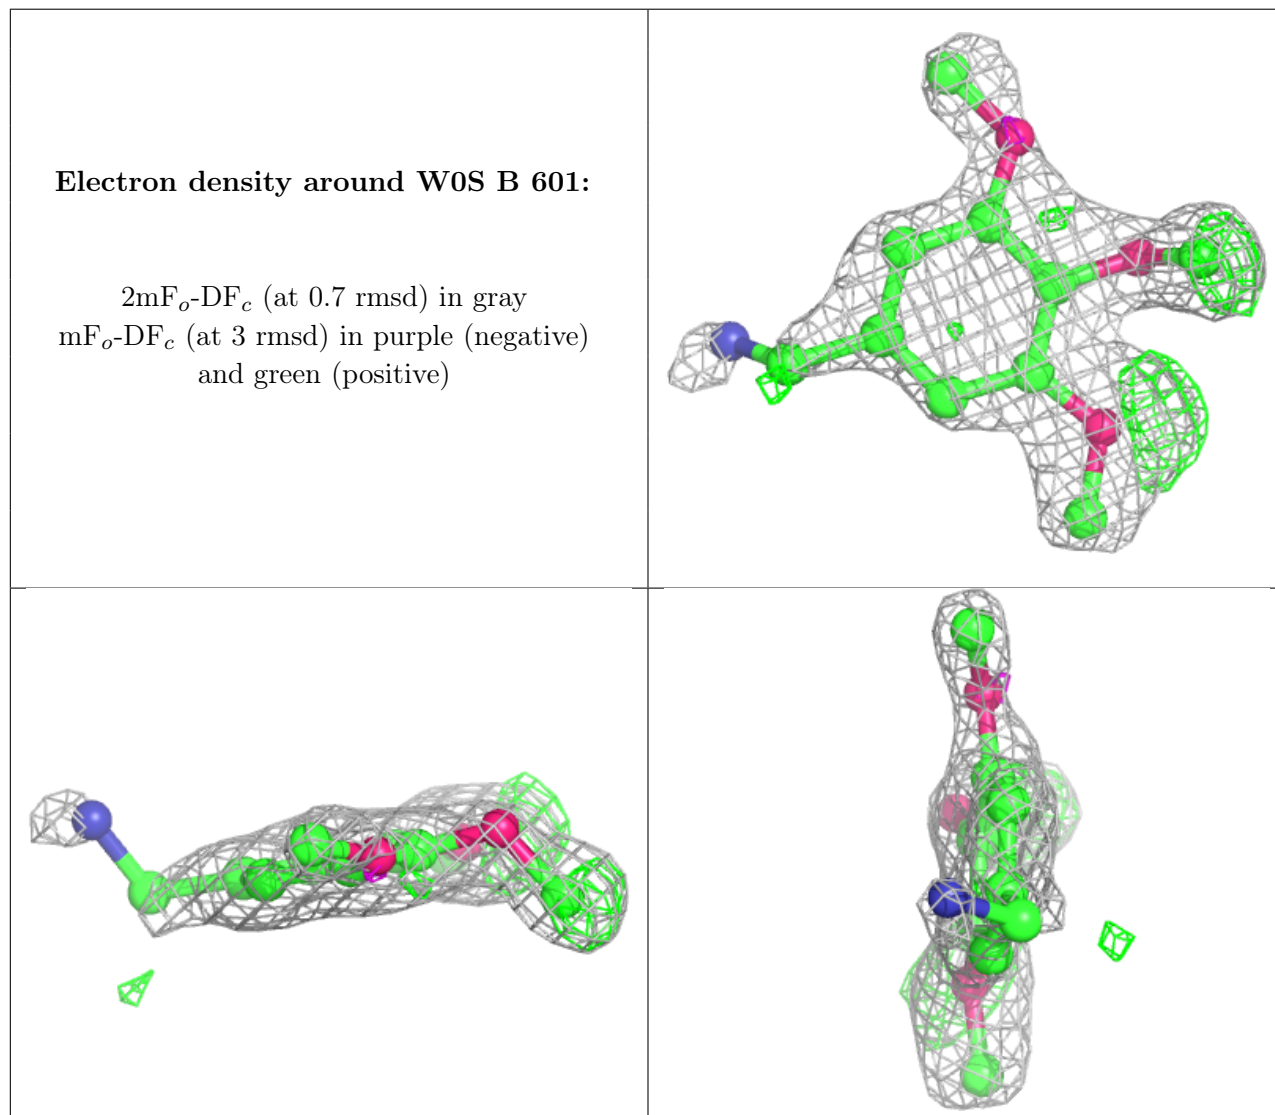 Electron density around W0S B 601:
2mFo-DFc (at 0.7 rmsd) in gray
mFo-DFc (at 3 rmsd) in purple (negative)
and green (positive)